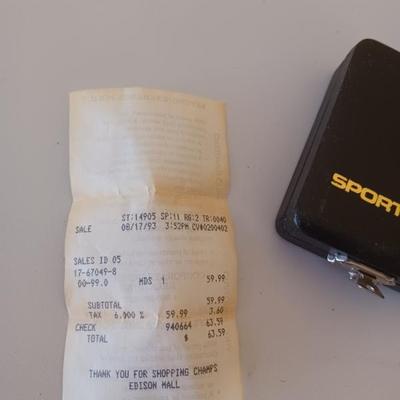 ST:14905 SP:11 RG:2 TR:0040
SALE 08/17/93 3:52PM CV#0200402
SALES ID 05
17-67049-8
00-99.0 MDS 1 59.99
SUBTOTAL 59.99
TAX 6.000 % 59.99 3.60
CHECK 940664 63.59
TOTAL $ 63.59
THANK YOU FOR SHOPPING CHAMPS
EDISON MALL
SPORT